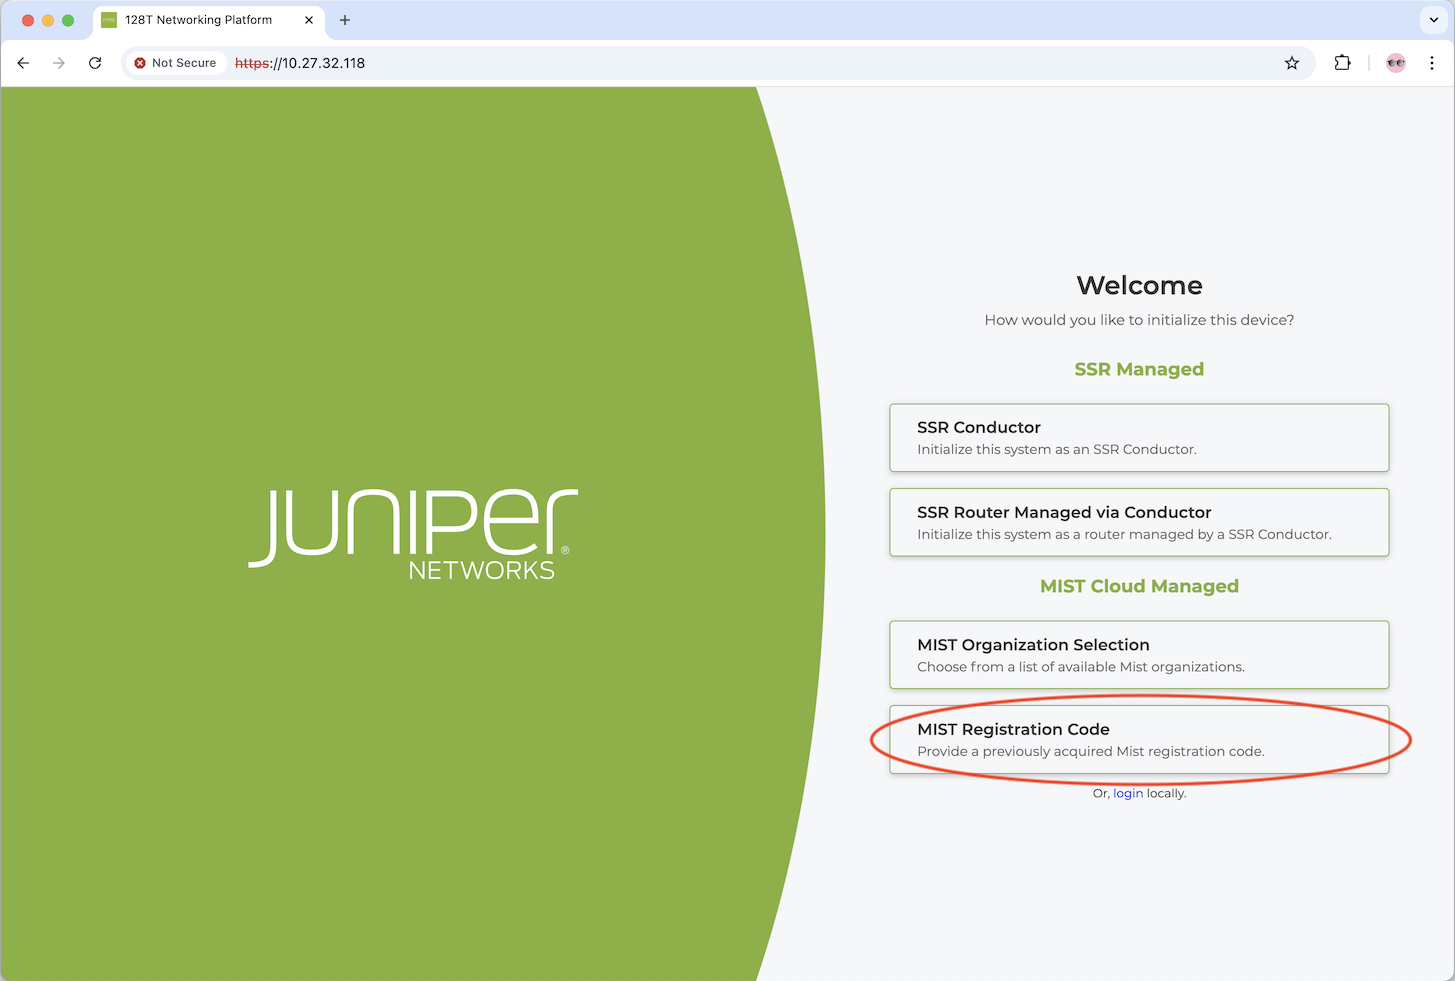 128T Networking Platform
Not Secure https://10.27.32.118
Juniper®
NETWORKS
Welcome
How would you like to initialize this device?
SSR Managed
SSR Conductor
Initialize this system as an SSR Conductor.
SSR Router Managed via Conductor
Initialize this system as a router managed by a SSR Conductor.
MIST Cloud Managed
MIST Organization Selection
Choose from a list of available Mist organizations.
MIST Registration Code
Provide a previously acquired Mist registration code.
Or, login locally.